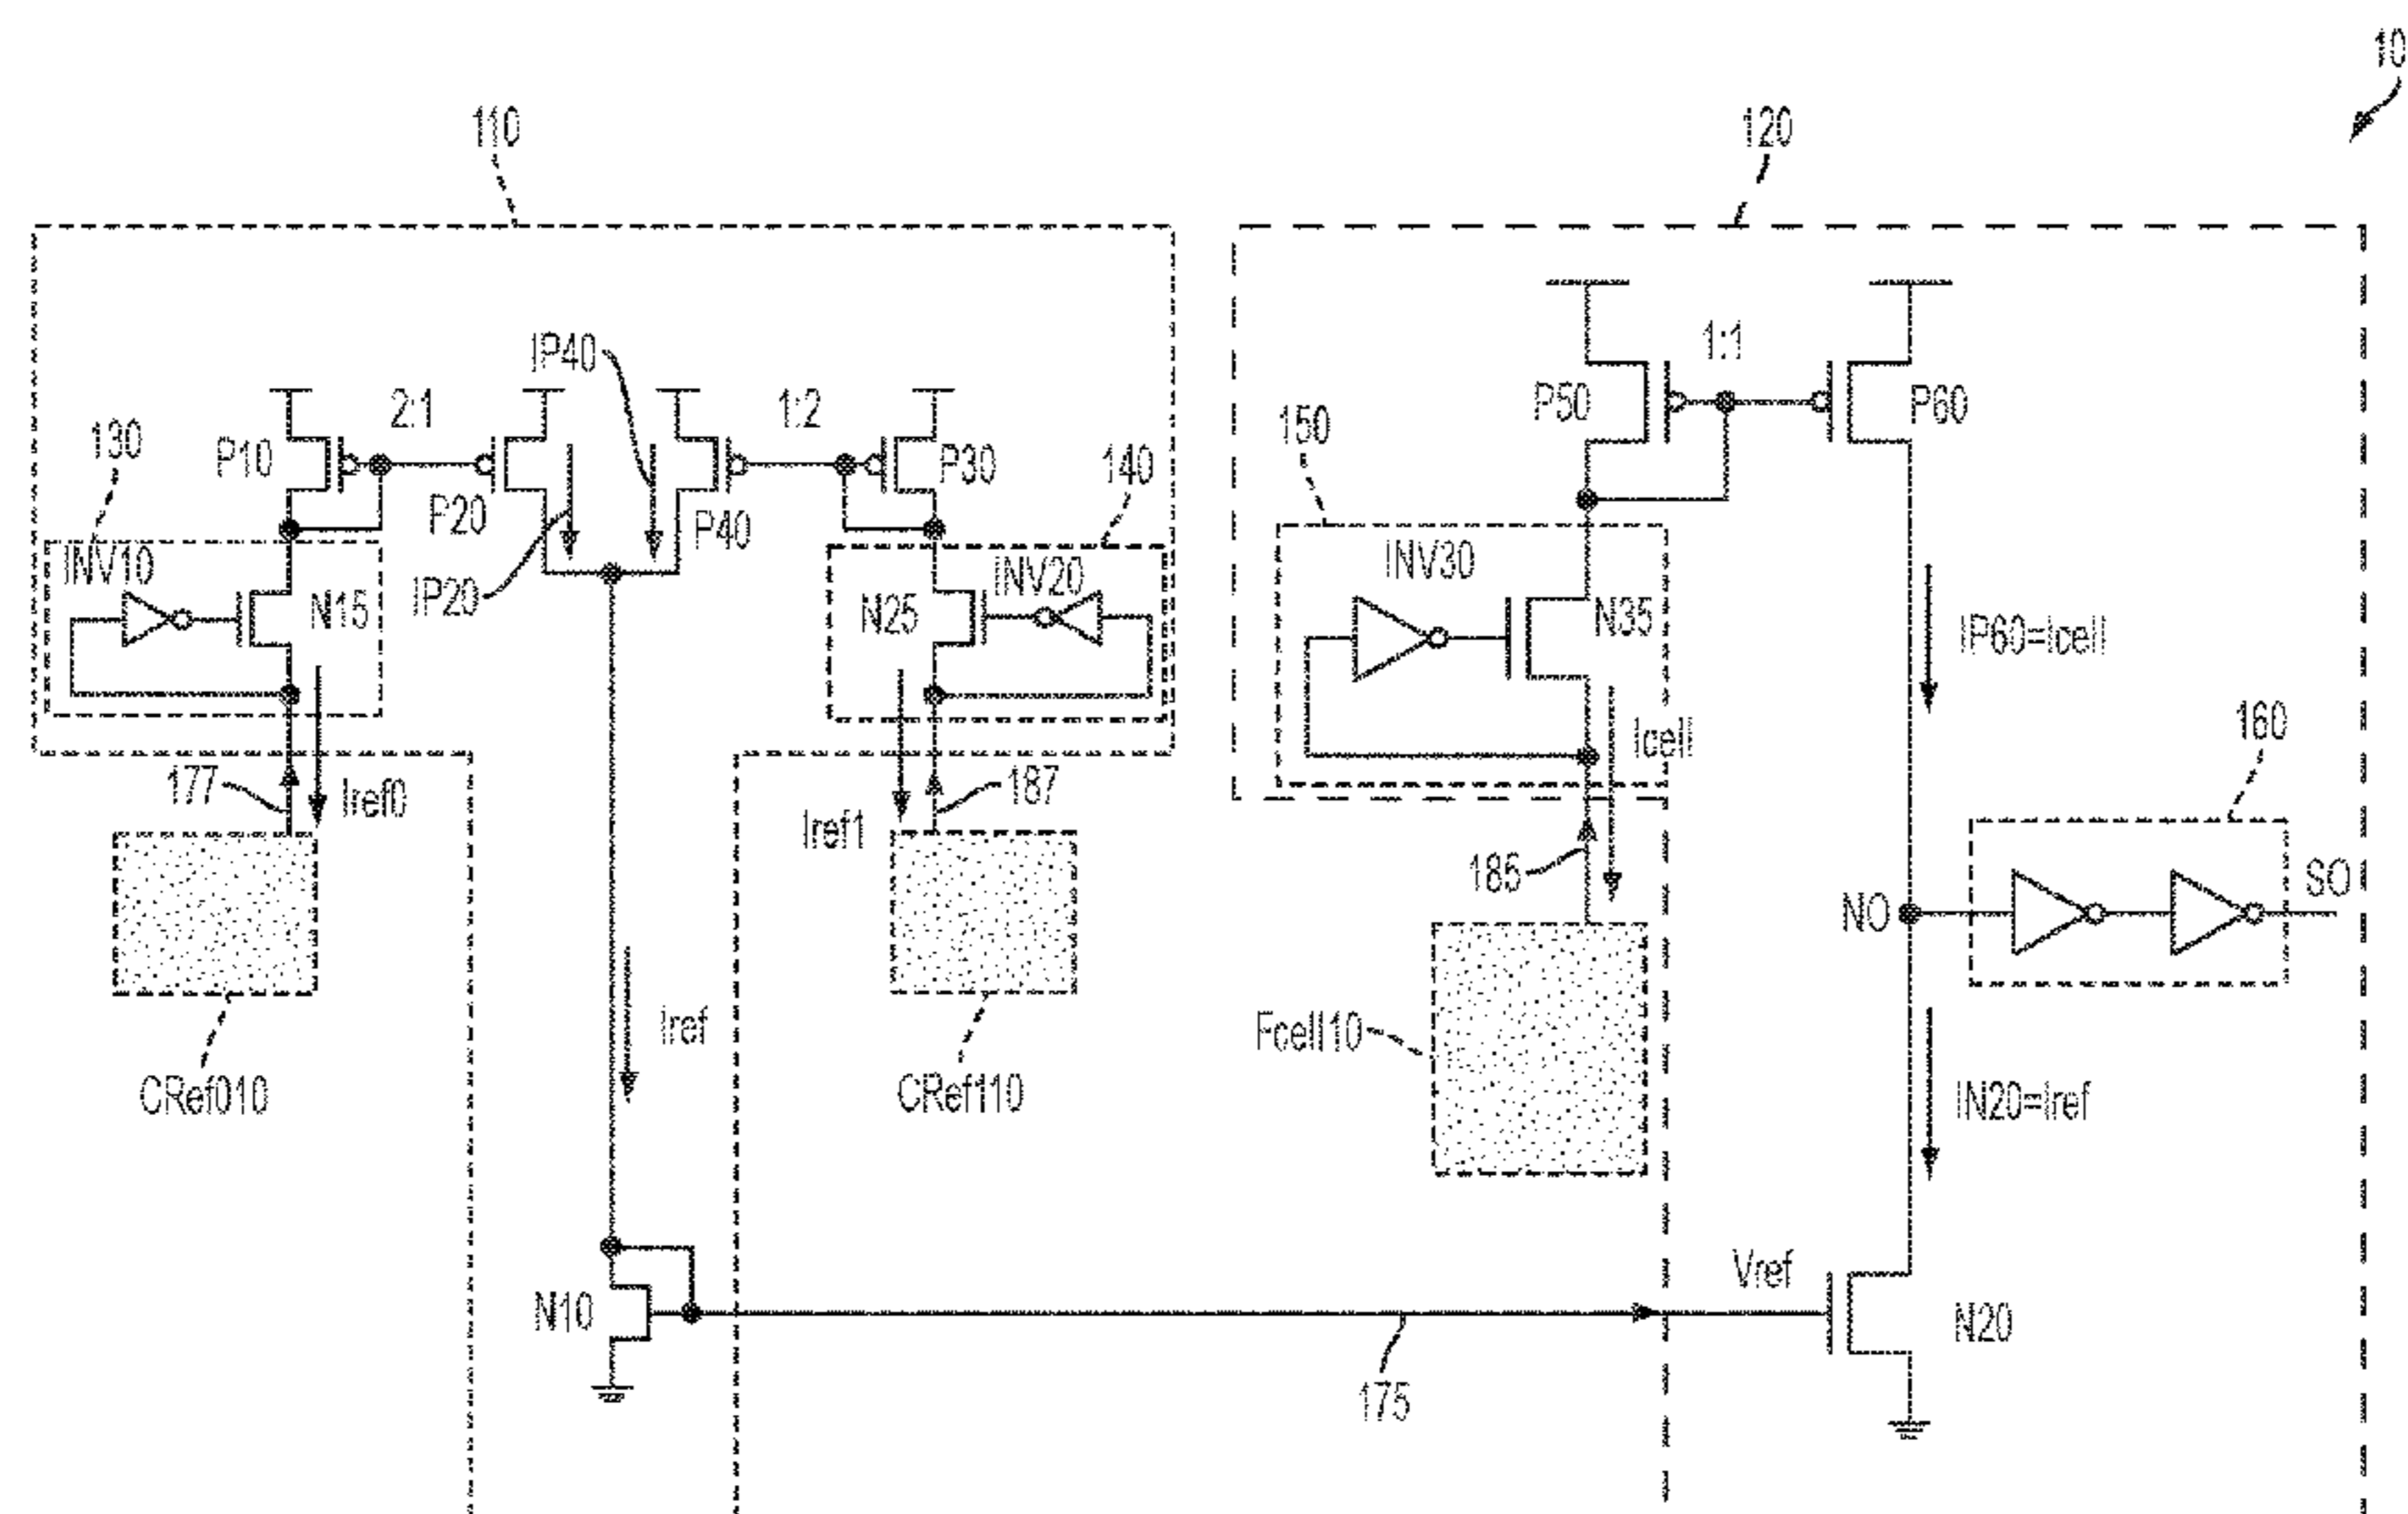 10
110
120
IP40
2:1
1:2
1:1
130
P10
P20
P40
P30
140
150
P50
P60
INV10
N15
IP20
N25
INV20
INV30
N35
IP60=Icell
177
Iref0
Iref1
187
Icell
160
185
NO
SO
CRef010
Iref
CRef110
Fcell10
IN20=Iref
N10
Vref
N20
175